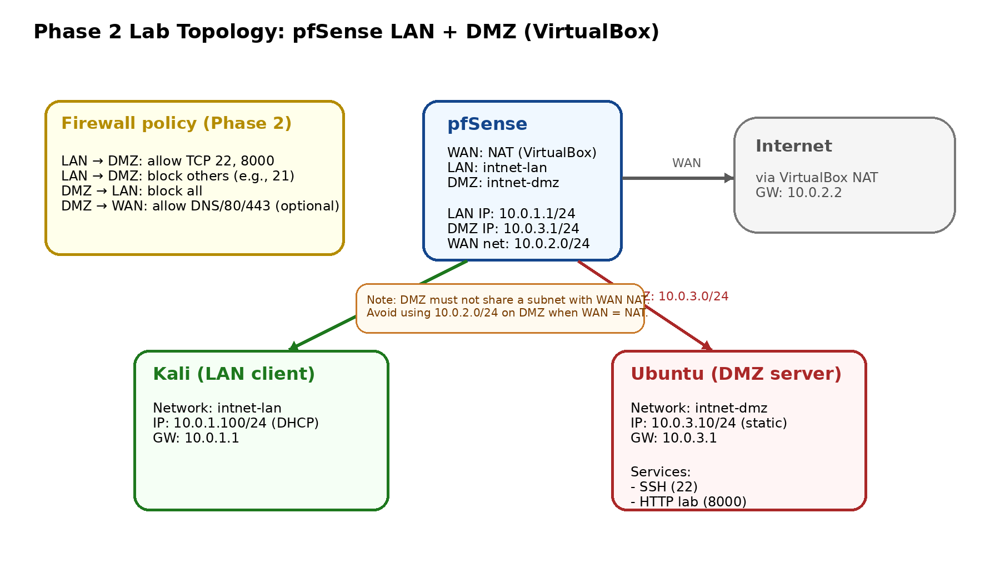 Phase 2 Lab Topology: pfSense LAN + DMZ (VirtualBox)
Firewall policy (Phase 2)
LAN → DMZ: allow TCP 22, 8000
LAN → DMZ: block others (e.g., 21)
DMZ → LAN: block all
DMZ → WAN: allow DNS/80/443 (optional)
pfSense
WAN: NAT (VirtualBox)
LAN: intnet-lan
DMZ: intnet-dmz
LAN IP: 10.0.1.1/24
DMZ IP: 10.0.3.1/24
WAN net: 10.0.2.0/24
WAN
Internet
via VirtualBox NAT
GW: 10.0.2.2
Note: DMZ must not share a subnet with WAN NAT.
Avoid using 10.0.2.0/24 on DMZ when WAN = NAT.
Z: 10.0.3.0/24
Kali (LAN client)
Network: intnet-lan
IP: 10.0.1.100/24 (DHCP)
GW: 10.0.1.1
Ubuntu (DMZ server)
Network: intnet-dmz
IP: 10.0.3.10/24 (static)
GW: 10.0.3.1
Services:
- SSH (22)
- HTTP lab (8000)